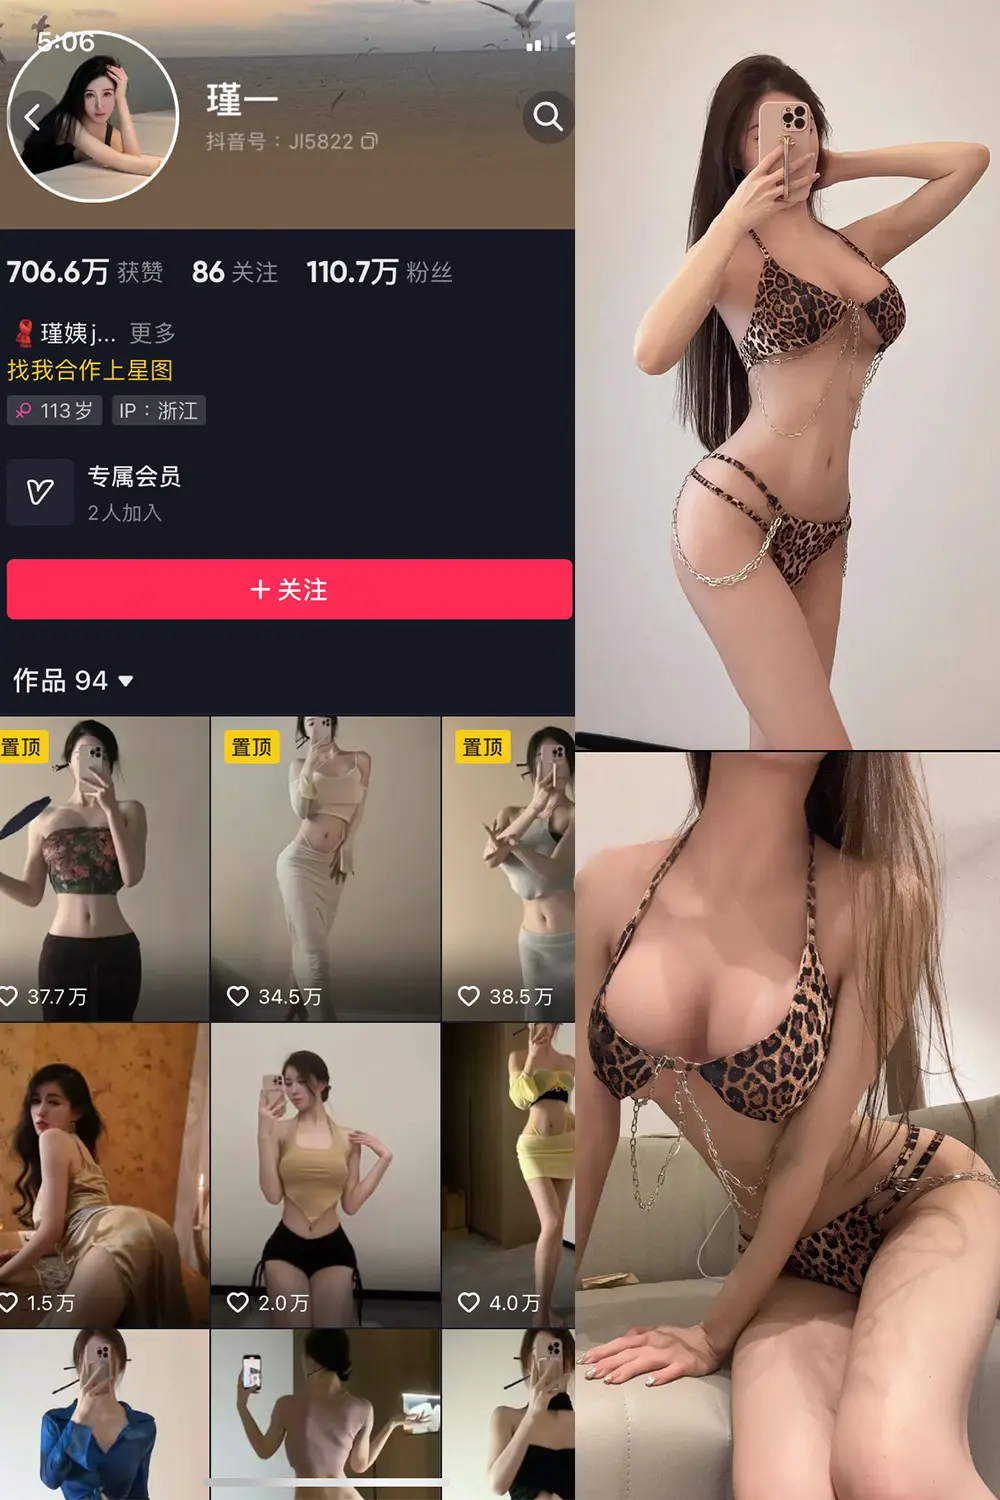 5:06
瑾一
抖音号：JI5822
706.6万 获赞 86 关注 110.7万 粉丝
瑾姨j... 更多
找我合作上星图
113岁 IP：浙江
专属会员
2人加入
+ 关注
作品 94
置顶 置顶 置顶
37.7万 34.5万 38.5万
1.5万 2.0万 4.0万